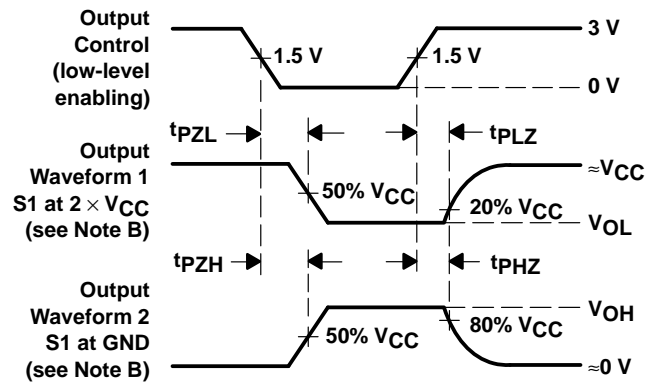 Output
Control
(low-level
enabling)
1.5 V
1.5 V
3 V
0 V
tPZL
tPLZ
Output
Waveform 1
S1 at 2 × VCC
(see Note B)
50% VCC
20% VCC
≈VCC
VOL
tPZH
tPHZ
Output
Waveform 2
S1 at GND
(see Note B)
50% VCC
80% VCC
VOH
≈0 V